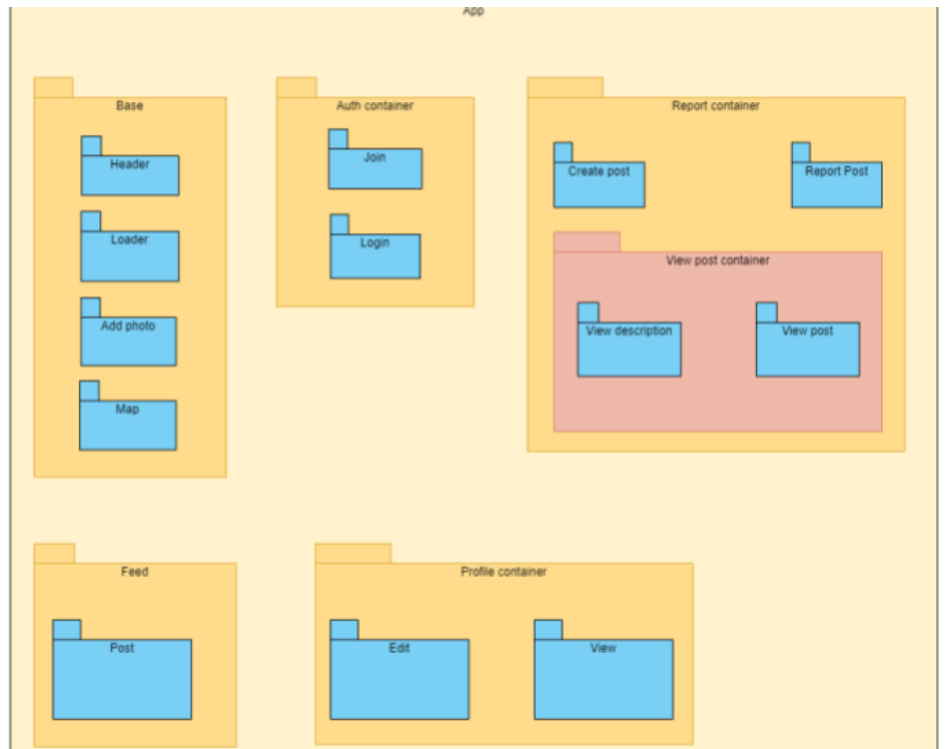 App
Base
Auth container
Report container
Header
Join
Create post
Report Post
Loader
Login
View post container
Add photo
View description
View post
Map
Feed
Profile container
Post
Edit
View